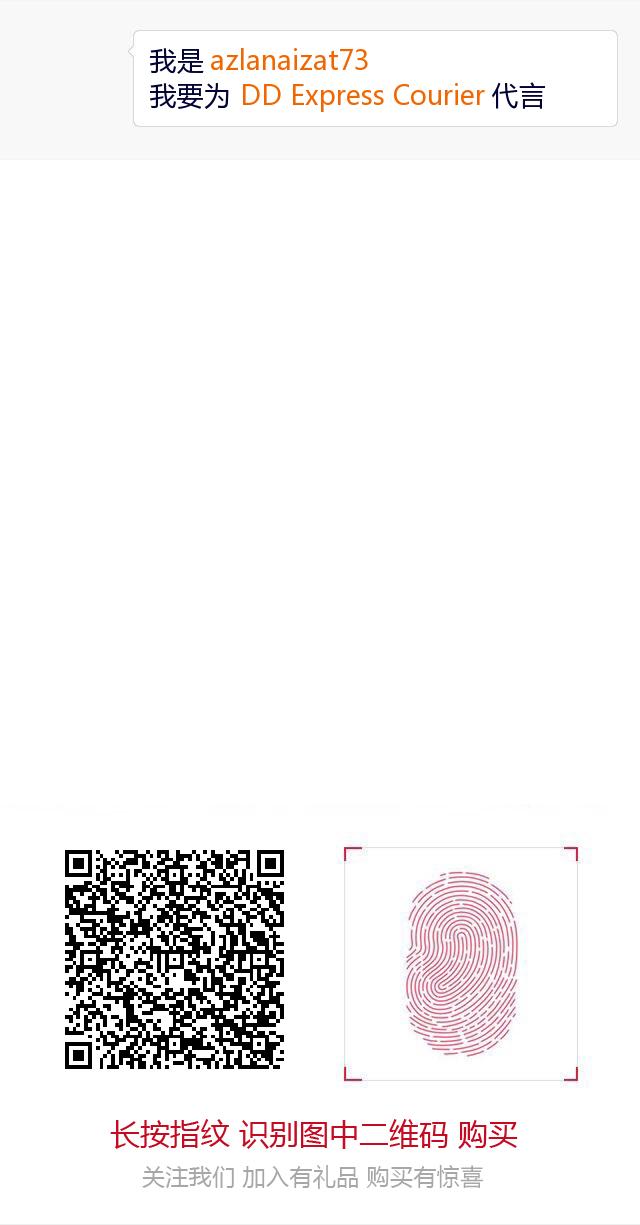 我是 azlanaizat73
我要为 DD Express Courier 代言
长按指纹 识别图中二维码 购买
关注我们 加入有礼品 购买有惊喜